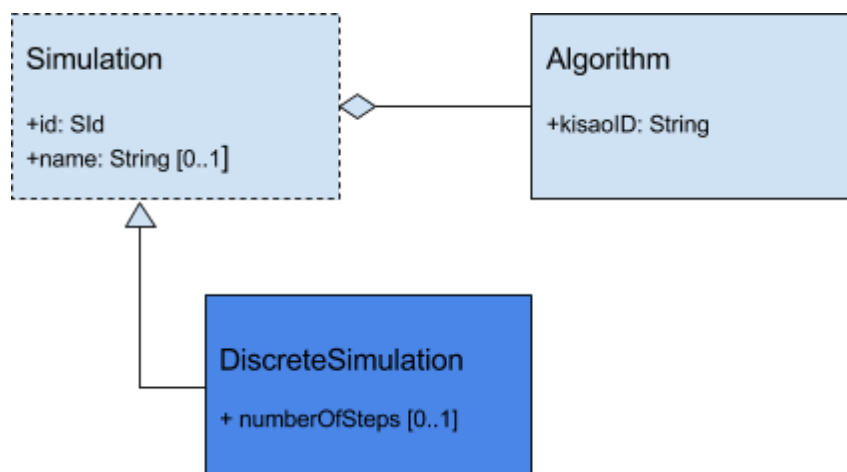 Simulation
+id: SId
+name: String [0..1]
Algorithm
+kisaoID: String
DiscreteSimulation
+ numberOfSteps [0..1]